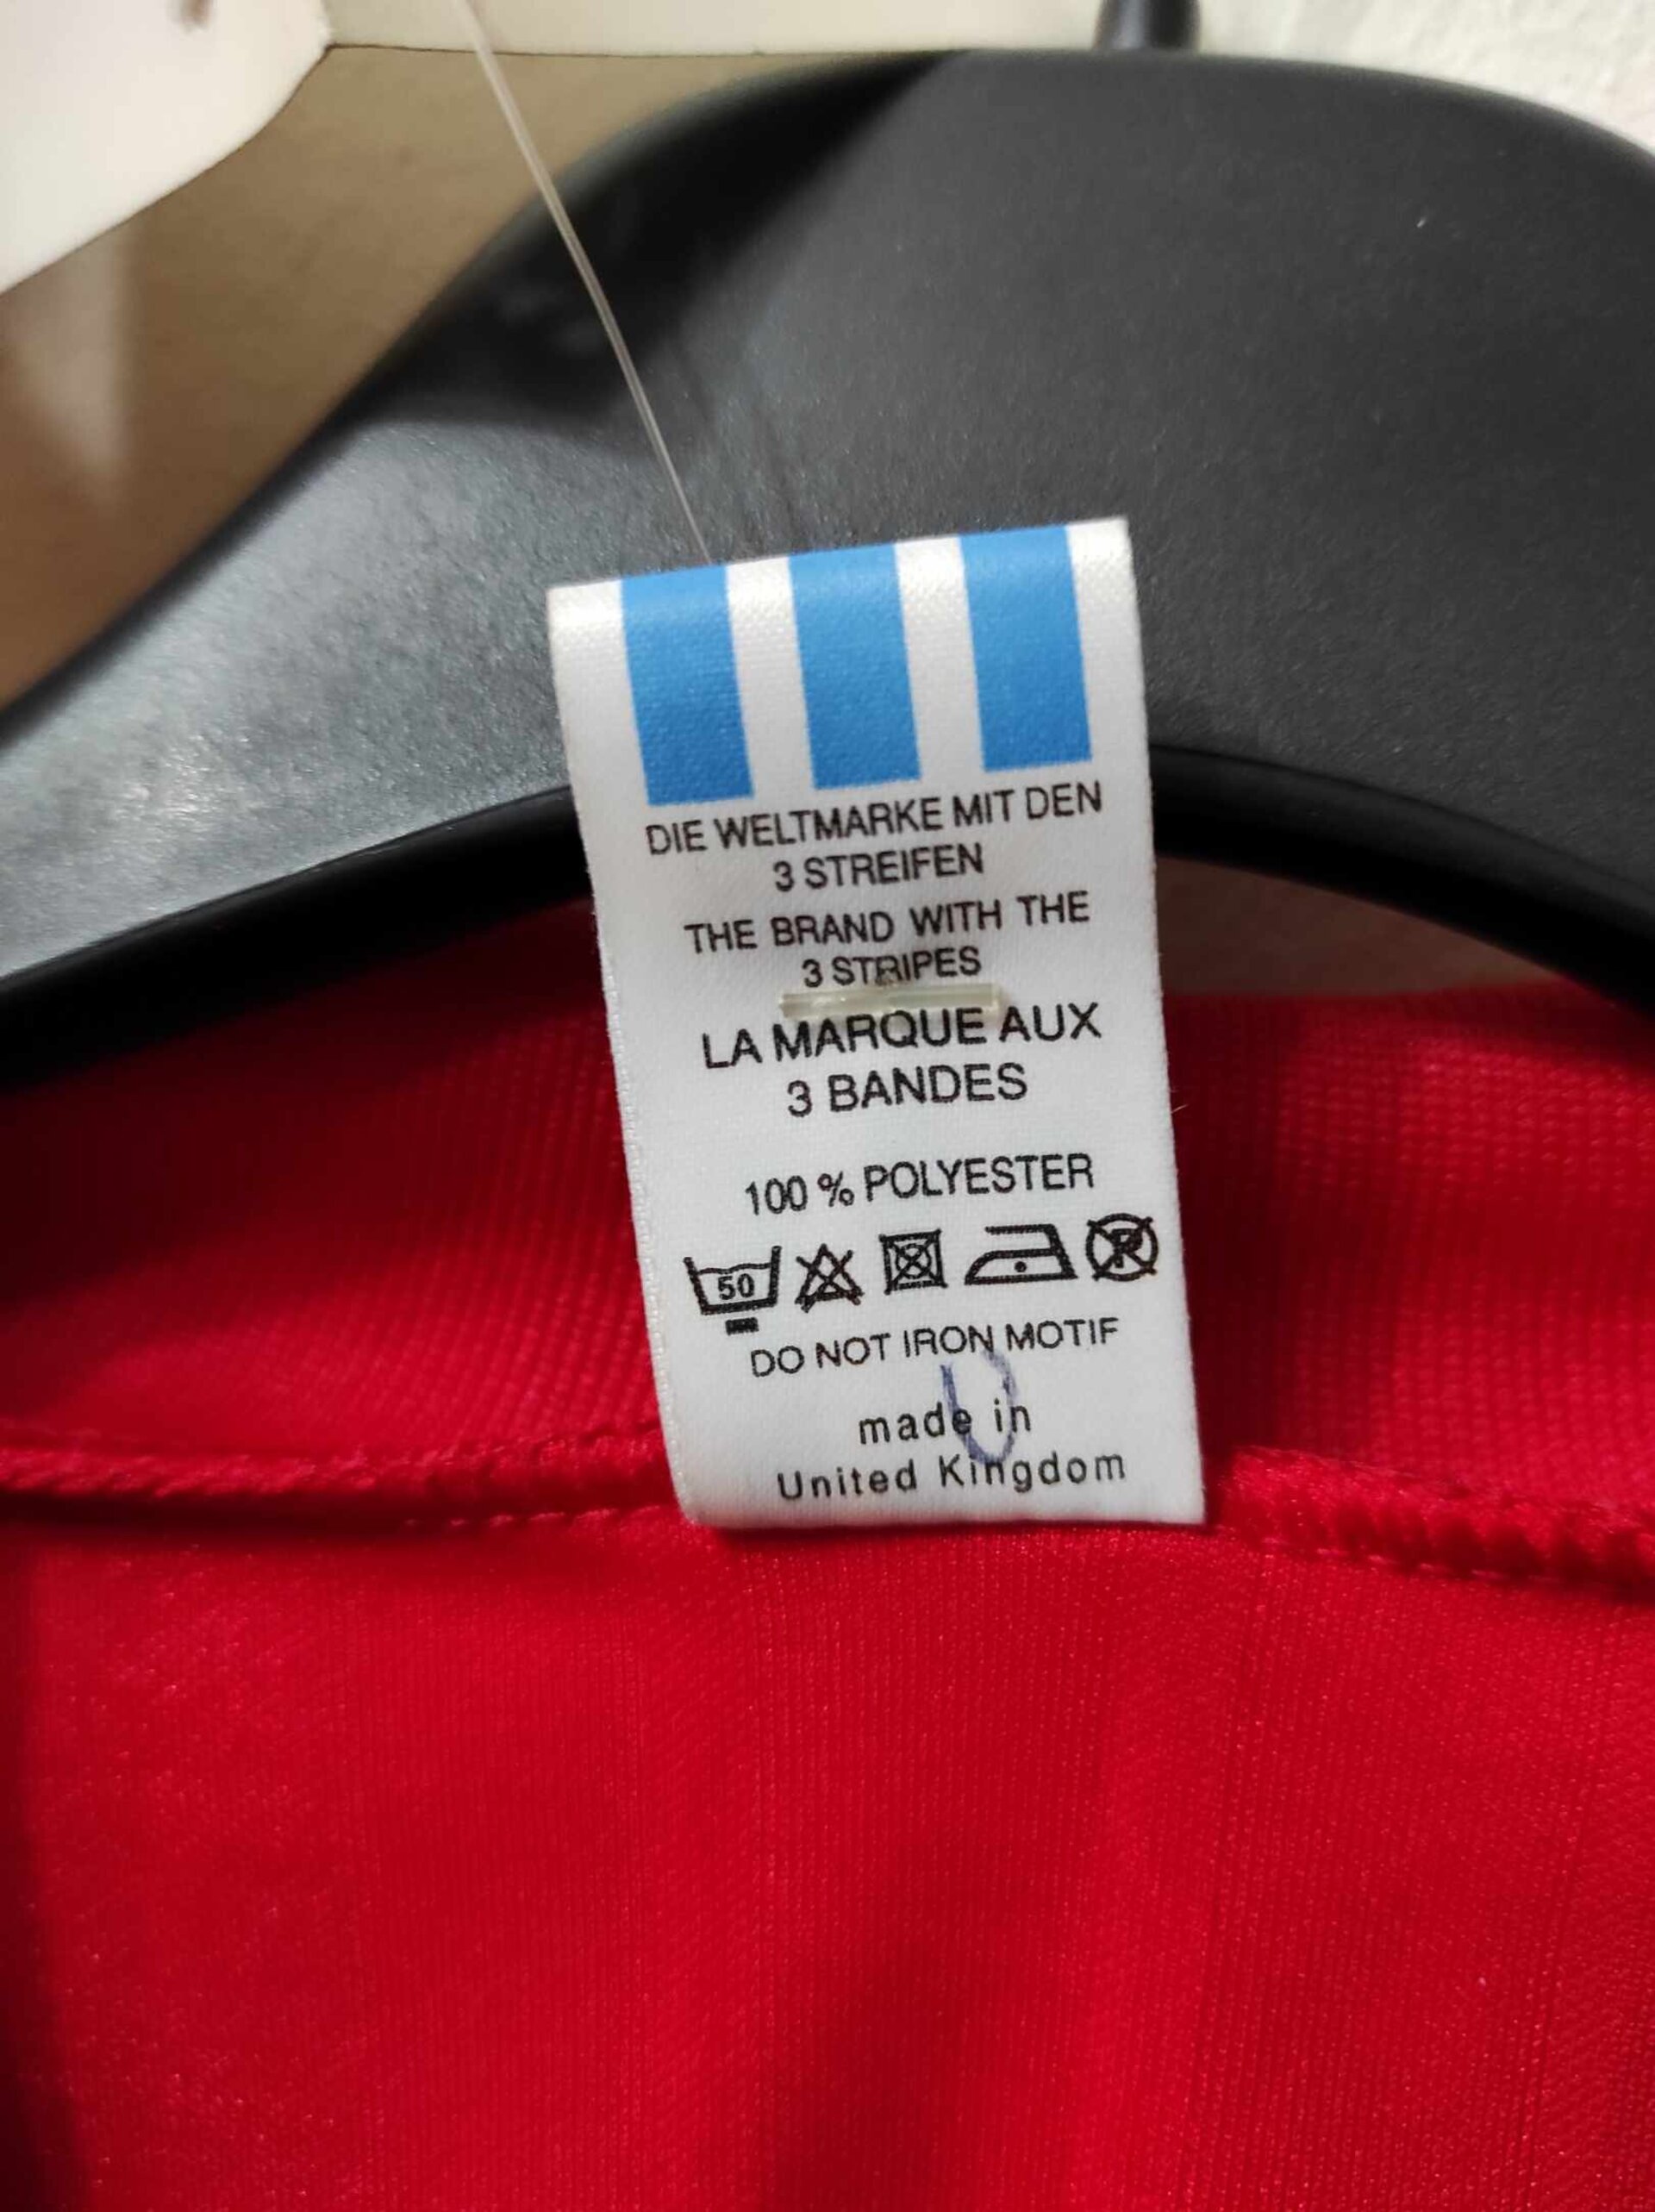 DIE WELTMARKE MIT DEN
3 STREIFEN
THE BRAND WITH THE
3 STRIPES
LA MARQUE AUX
3 BANDES
100 % POLYESTER
50
P
DO NOT IRON MOTIF
made in
United Kingdom